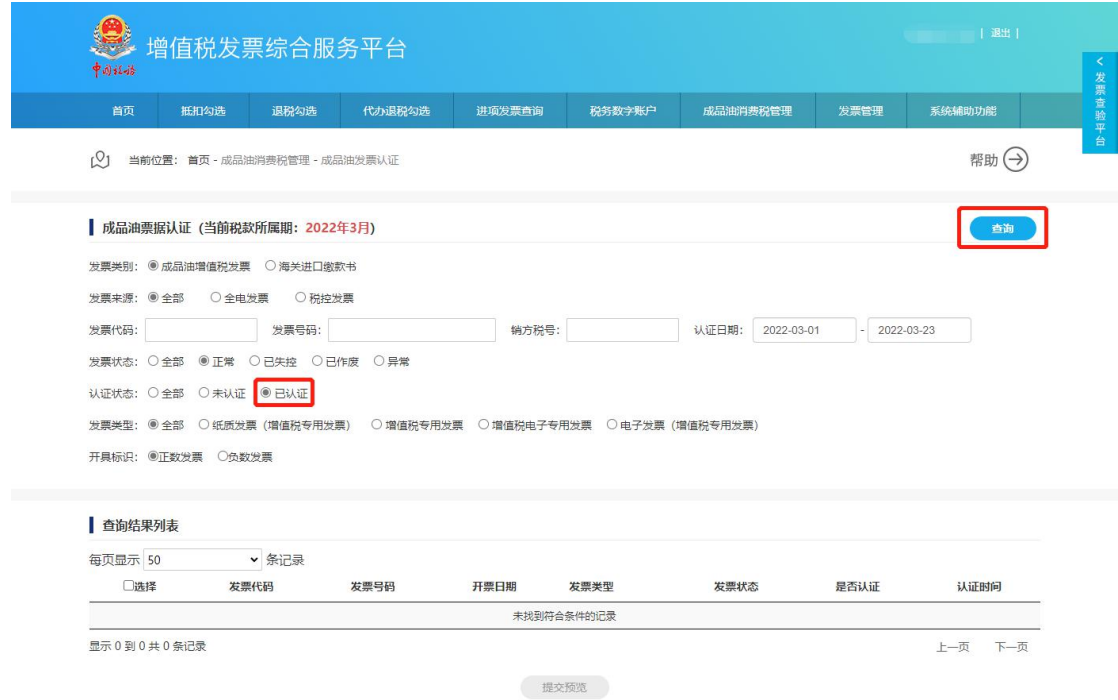 增值税发票综合服务平台
| 退出 |
中国税务
< 发票查验平台
首页 抵扣勾选 退税勾选 代办退税勾选 进项发票查询 税务数字账户 成品油消费税管理 发票管理 系统辅助功能
当前位置： 首页 - 成品油消费税管理 - 成品油发票认证 帮助
成品油票据认证（当前税款所属期：2022年3月） 查询
发票类别： 成品油增值税发票 海关进口缴款书
发票来源： 全部 全电发票 税控发票
发票代码： 发票号码： 销方税号： 认证日期： 2022-03-01 - 2022-03-23
发票状态： 全部 正常 已失控 已作废 异常
认证状态： 全部 未认证 已认证
发票类型： 全部 纸质发票（增值税专用发票） 增值税专用发票 增值税电子专用发票 电子发票（增值税专用发票）
开具标识： 正数发票 负数发票
查询结果列表
每页显示 50 条记录
选择 发票代码 发票号码 开票日期 发票类型 发票状态 是否认证 认证时间
未找到符合条件的记录
显示 0 到 0 共 0 条记录 上一页 下一页
提交预览